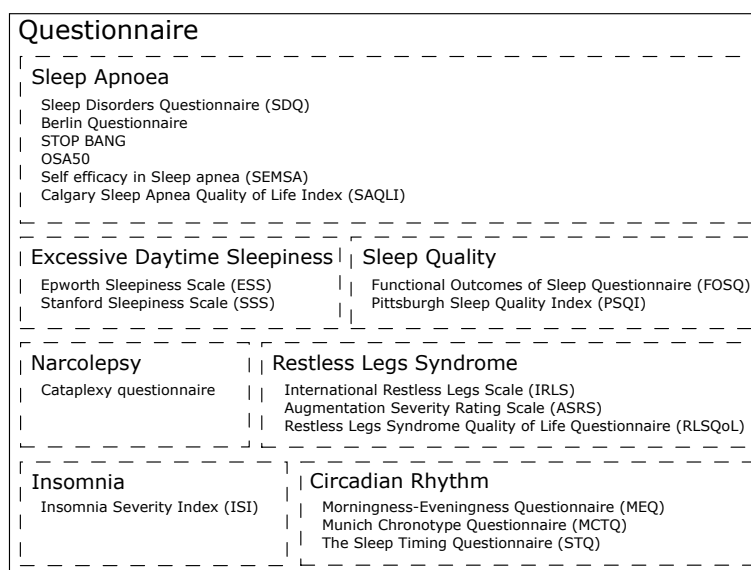 Questionnaire
Sleep Apnoea
Sleep Disorders Questionnaire (SDQ)
Berlin Questionnaire
STOP BANG
OSA50
Self efficacy in Sleep apnea (SEMSA)
Calgary Sleep Apnea Quality of Life Index (SAQLI)
Excessive Daytime Sleepiness
Epworth Sleepiness Scale (ESS)
Stanford Sleepiness Scale (SSS)
Sleep Quality
Functional Outcomes of Sleep Questionnaire (FOSQ)
Pittsburgh Sleep Quality Index (PSQI)
Narcolepsy
Cataplexy questionnaire
Restless Legs Syndrome
International Restless Legs Scale (IRLS)
Augmentation Severity Rating Scale (ASRS)
Restless Legs Syndrome Quality of Life Questionnaire (RLSQoL)
Insomnia
Insomnia Severity Index (ISI)
Circadian Rhythm
Morningness-Eveningness Questionnaire (MEQ)
Munich Chronotype Questionnaire (MCTQ)
The Sleep Timing Questionnaire (STQ)